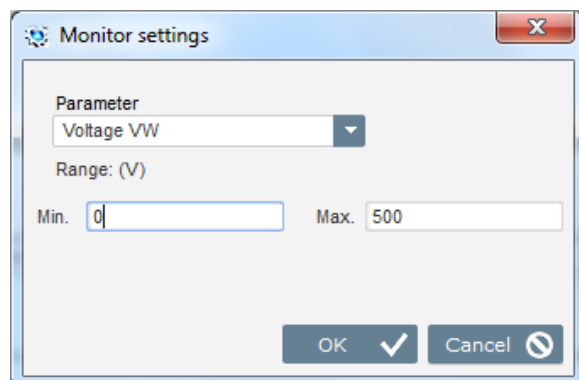 Monitor settings
Parameter
Voltage VW
Range: (V)
Min. 0 Max. 500
OK Cancel